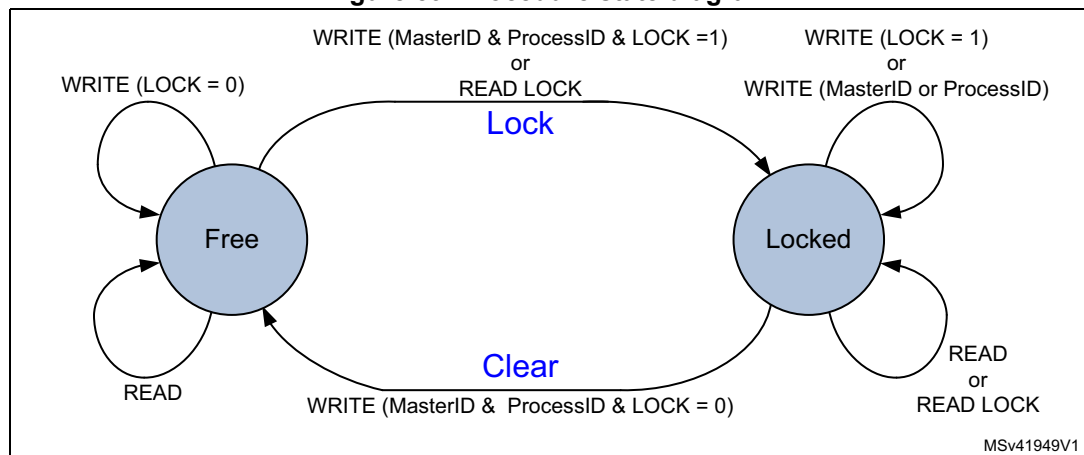 WRITE (MasterID & ProcessID & LOCK =1)
or
READ LOCK
Lock
WRITE (LOCK = 0)
WRITE (LOCK = 1)
or
WRITE (MasterID or ProcessID)
Free
Locked
READ
Clear
WRITE (MasterID & ProcessID & LOCK = 0)
READ
or
READ LOCK
MSv41949V1